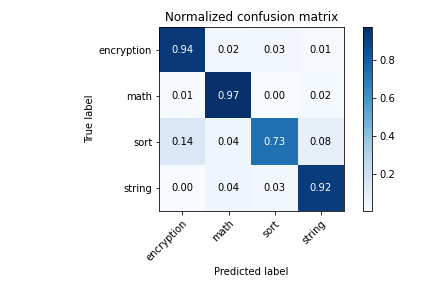 Normalized confusion matrix
True label
encryption 0.94 0.02 0.03 0.01
math 0.01 0.97 0.00 0.02
sort 0.14 0.04 0.73 0.08
string 0.00 0.04 0.03 0.92
encryption math sort string
Predicted label
0.8
0.6
0.4
0.2